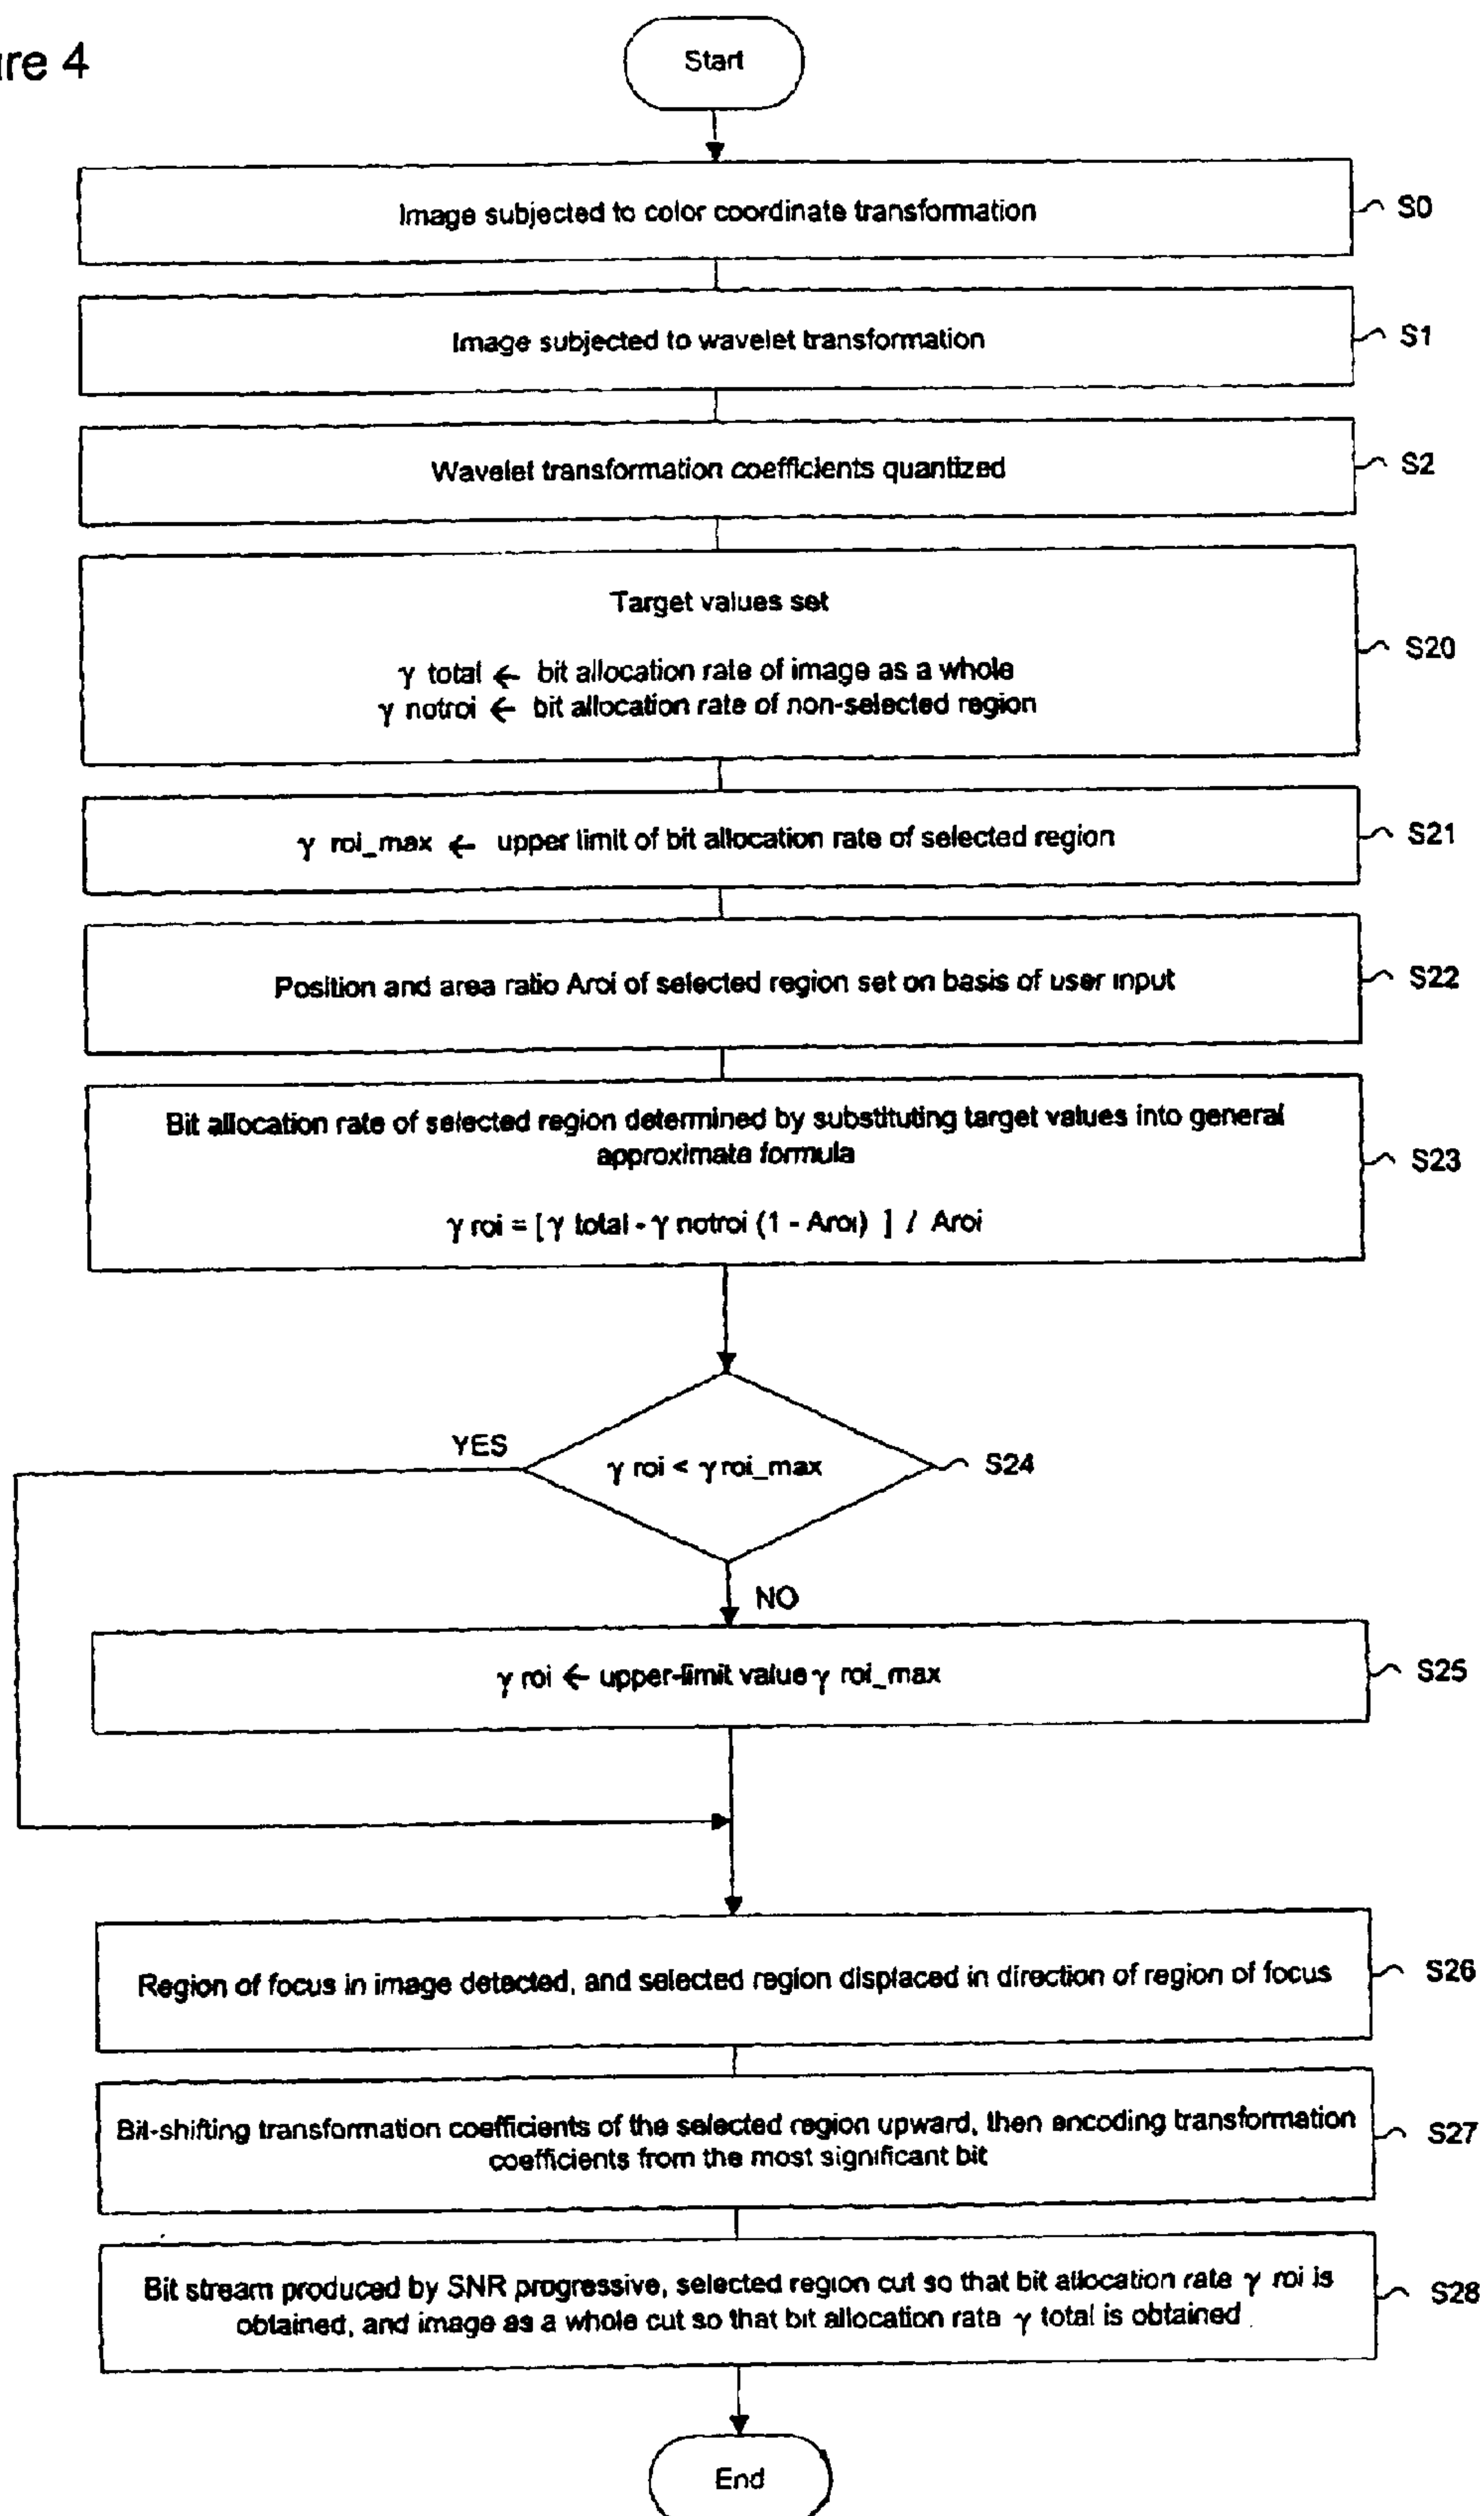 re 4
Start
Image subjected to color coordinate transformation
S0
Image subjected to wavelet transformation
S1
Wavelet transformation coefficients quantized
S2
Target values set
γ total ← bit allocation rate of image as a whole
γ notroi ← bit allocation rate of non-selected region
S20
γ roi_max ← upper limit of bit allocation rate of selected region
S21
Position and area ratio Aroi of selected region set on basis of user input
S22
Bit allocation rate of selected region determined by substituting target values into general
approximate formula
γ roi = [ γ total - γ notroi (1 - Aroi) ] / Aroi
S23
YES
γ roi < γ roi_max
S24
NO
γ roi ← upper-limit value γ roi_max
S25
Region of focus in image detected, and selected region displaced in direction of region of focus
S26
Bit-shifting transformation coefficients of the selected region upward, then encoding transformation
coefficients from the most significant bit
S27
Bit stream produced by SNR progressive, selected region cut so that bit allocation rate γ roi is
obtained, and image as a whole cut so that bit allocation rate γ total is obtained .
S28
End